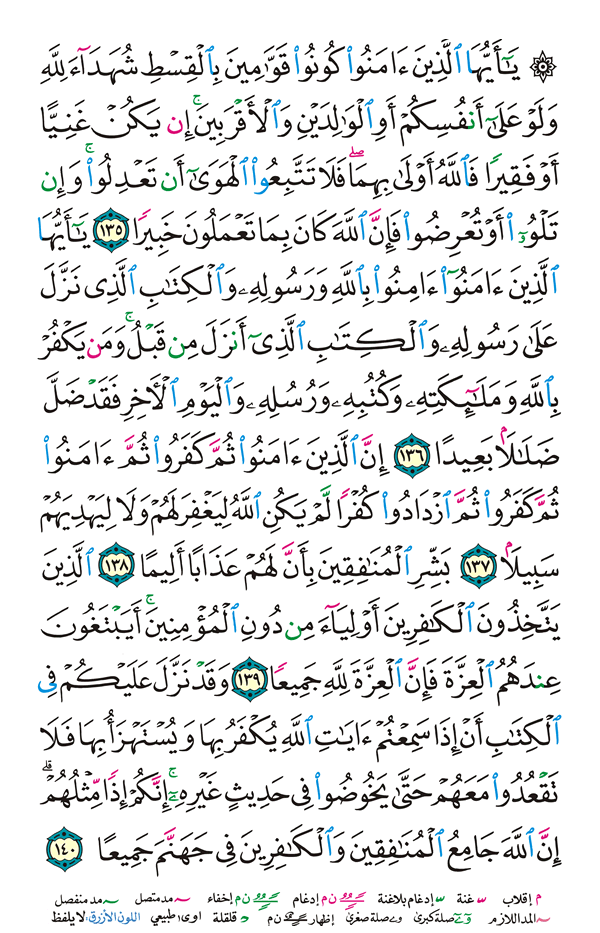 ۞ يَـٰٓأَيُّهَا ٱلَّذِينَ ءَامَنُوا۟ كُونُوا۟ قَوَّٰمِينَ بِٱلْقِسْطِ شُهَدَآءَ لِلَّهِ
وَلَوْ عَلَىٰٓ أَنفُسِكُمْ أَوِ ٱلْوَٰلِدَيْنِ وَٱلْأَقْرَبِينَ ۚ إِن يَكُنْ غَنِيًّا
أَوْ فَقِيرًا فَٱللَّهُ أَوْلَىٰ بِهِمَا ۖ فَلَا تَتَّبِعُوا۟ ٱلْهَوَىٰٓ أَن تَعْدِلُوا۟ ۚ وَإِن
تَلْوُۥٓا۟ أَوْ تُعْرِضُوا۟ فَإِنَّ ٱللَّهَ كَانَ بِمَا تَعْمَلُونَ خَبِيرًا ١٣٥ يَـٰٓأَيُّهَا
ٱلَّذِينَ ءَامَنُوٓا۟ ءَامِنُوا۟ بِٱللَّهِ وَرَسُولِهِۦ وَٱلْكِتَـٰبِ ٱلَّذِى نَزَّلَ
عَلَىٰ رَسُولِهِۦ وَٱلْكِتَـٰبِ ٱلَّذِىٓ أَنزَلَ مِن قَبْلُ ۚ وَمَن يَكْفُرْ
بِٱللَّهِ وَمَلَـٰٓئِكَتِهِۦ وَكُتُبِهِۦ وَرُسُلِهِۦ وَٱلْيَوْمِ ٱلْـَٔاخِرِ فَقَدْ ضَلَّ
ضَلَـٰلًۢا بَعِيدًا ١٣٦ إِنَّ ٱلَّذِينَ ءَامَنُوا۟ ثُمَّ كَفَرُوا۟ ثُمَّ ءَامَنُوا۟
ثُمَّ كَفَرُوا۟ ثُمَّ ٱزْدَادُوا۟ كُفْرًا لَّمْ يَكُنِ ٱللَّهُ لِيَغْفِرَ لَهُمْ وَلَا لِيَهْدِيَهُمْ
سَبِيلًۢا ١٣٧ بَشِّرِ ٱلْمُنَـٰفِقِينَ بِأَنَّ لَهُمْ عَذَابًا أَلِيمًا ١٣٨ ٱلَّذِينَ
يَتَّخِذُونَ ٱلْكَـٰفِرِينَ أَوْلِيَآءَ مِن دُونِ ٱلْمُؤْمِنِينَ ۚ أَيَبْتَغُونَ
عِندَهُمُ ٱلْعِزَّةَ فَإِنَّ ٱلْعِزَّةَ لِلَّهِ جَمِيعًا ١٣٩ وَقَدْ نَزَّلَ عَلَيْكُمْ فِى
ٱلْكِتَـٰبِ أَنْ إِذَا سَمِعْتُمْ ءَايَـٰتِ ٱللَّهِ يُكْفَرُ بِهَا وَيُسْتَهْزَأُ بِهَا فَلَا
تَقْعُدُوا۟ مَعَهُمْ حَتَّىٰ يَخُوضُوا۟ فِى حَدِيثٍ غَيْرِهِۦٓ ۚ إِنَّكُمْ إِذًا مِّثْلُهُمْ ۗ
إِنَّ ٱللَّهَ جَامِعُ ٱلْمُنَـٰفِقِينَ وَٱلْكَـٰفِرِينَ فِى جَهَنَّمَ جَمِيعًا ١٤٠
م إقلاب غنة إدغام بلاغنة ن م إدغام ن م إخفاء مد متصل مد منفصل
المد اللازم صلة كبرى صلة صغرى إظهار ن م قلقلة اوى: طبيعي اللون الأزرق: لا يلفظ